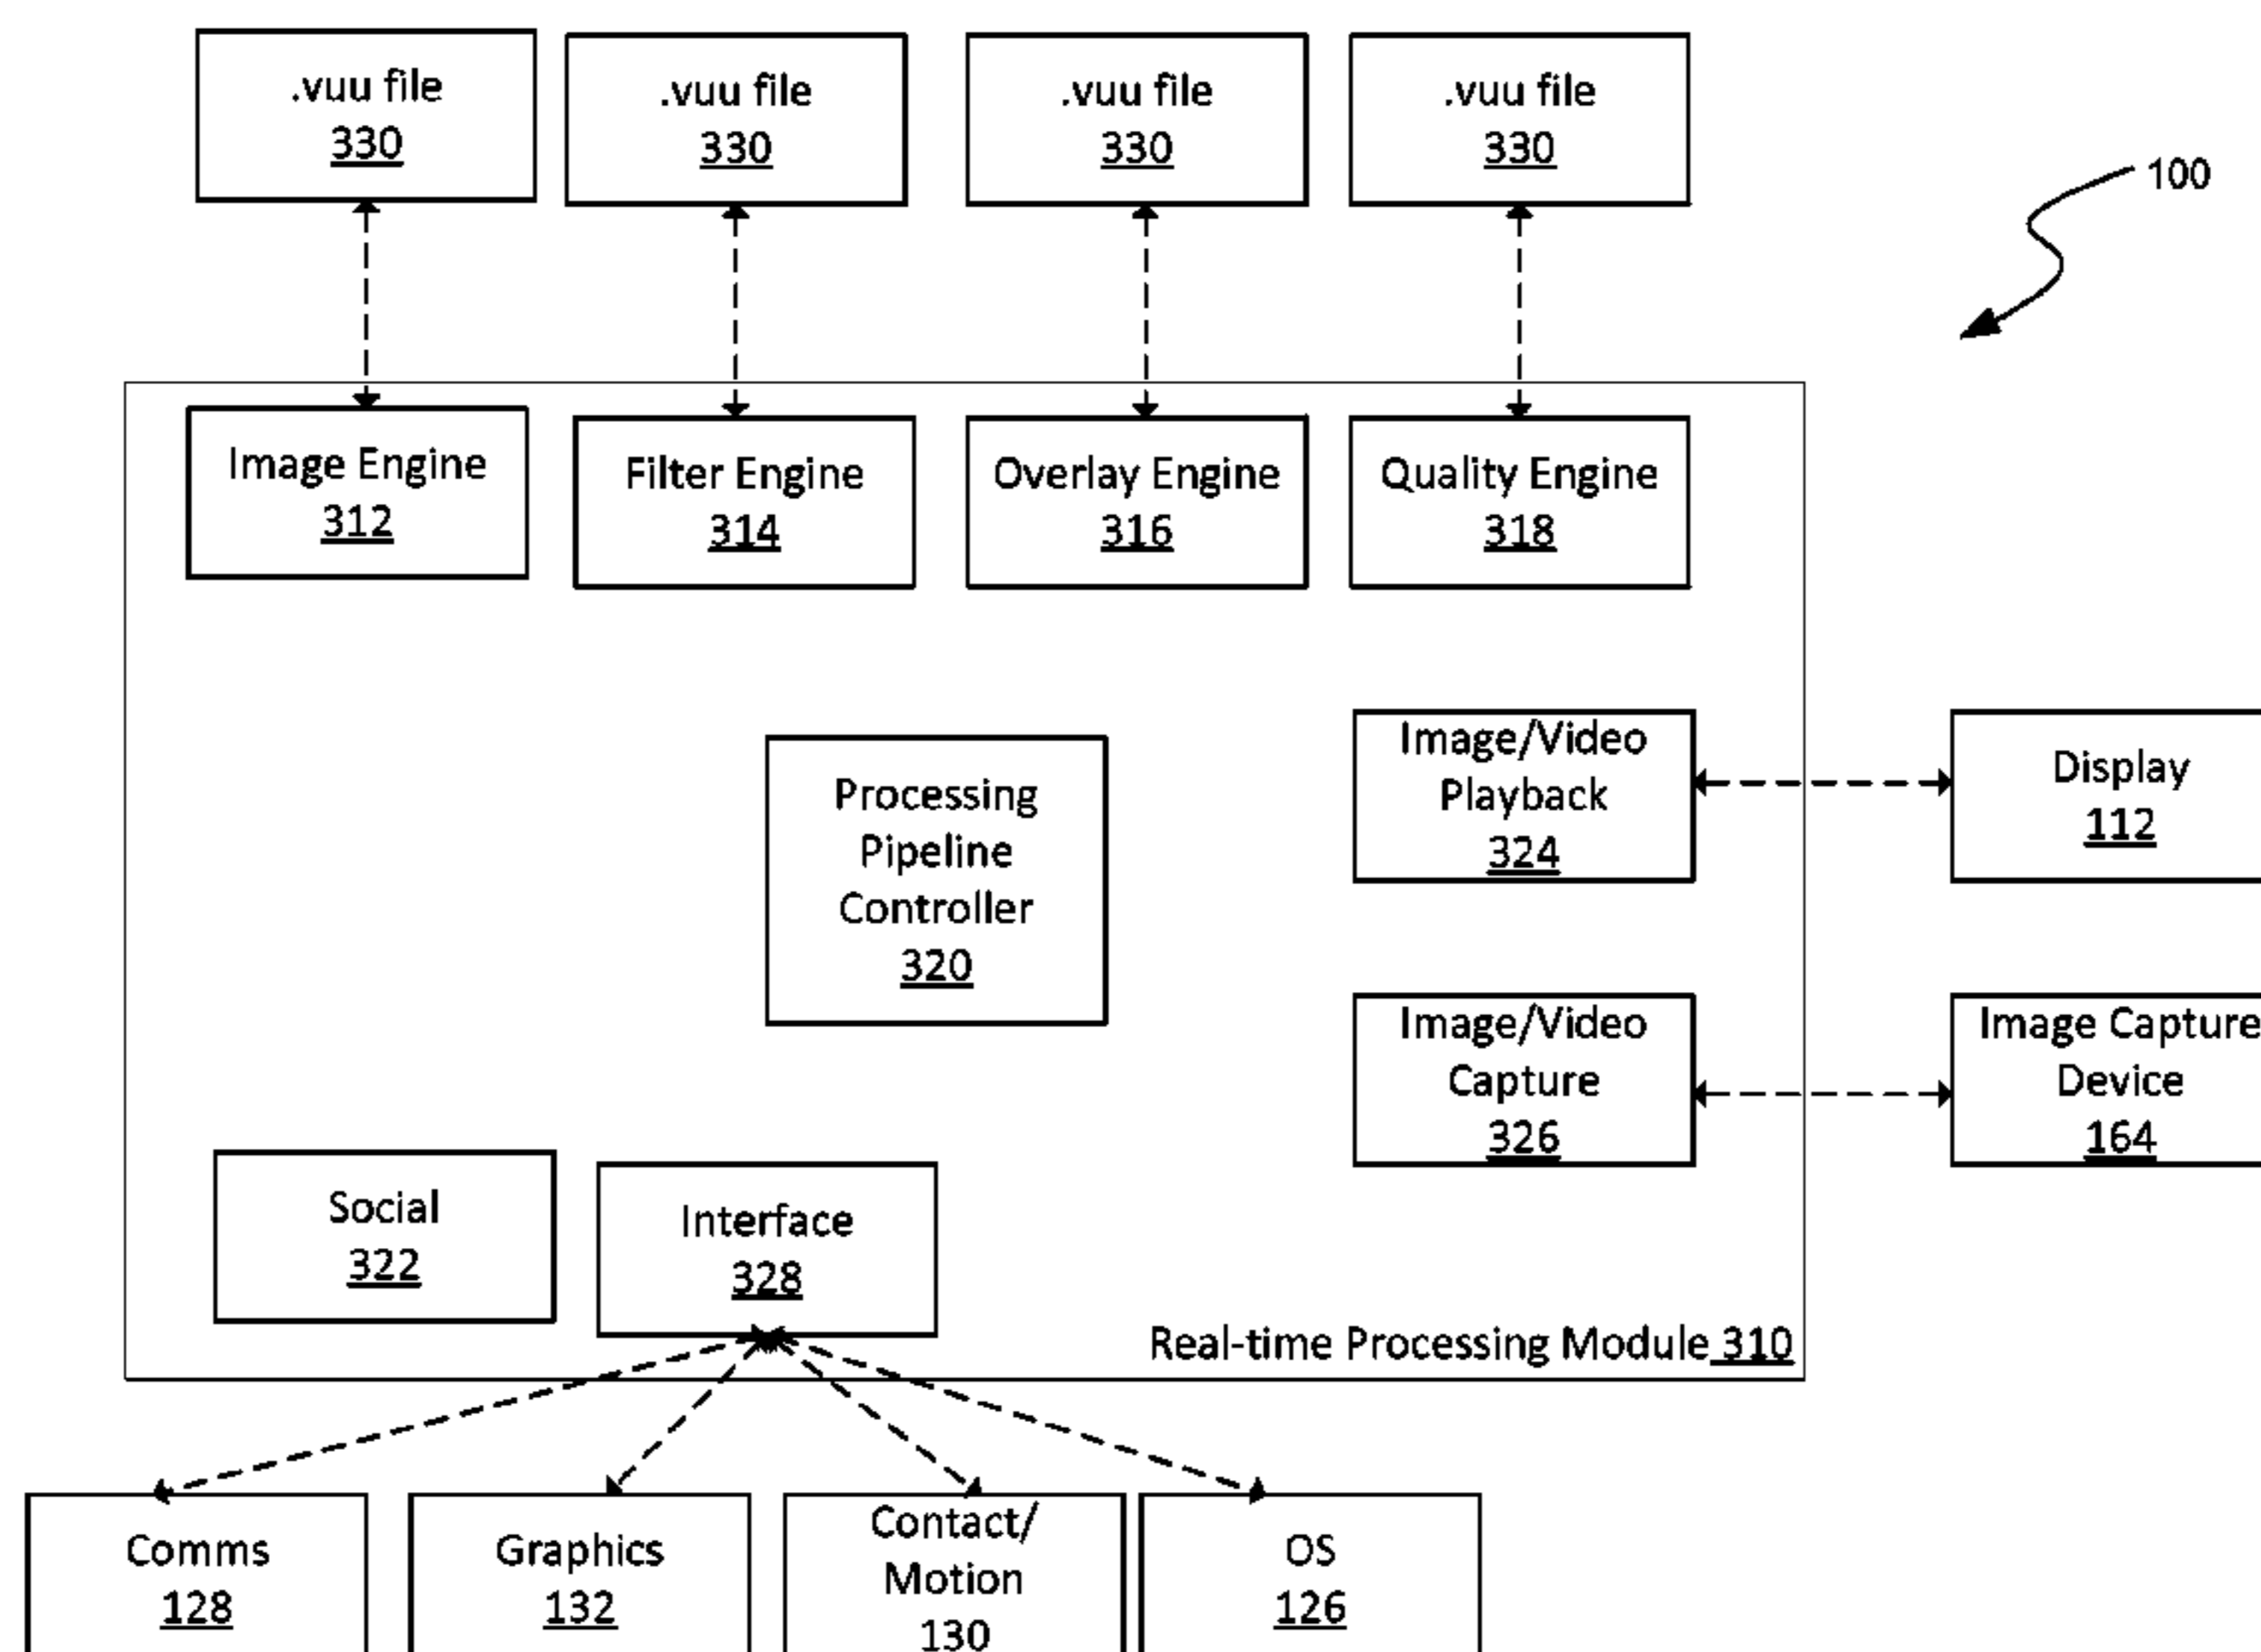 .vuu file
330
.vuu file
330
.vuu file
330
.vuu file
330
100
Image Engine
312
Filter Engine
314
Overlay Engine
316
Quality Engine
318
Processing
Pipeline
Controller
320
Image/Video
Playback
324
Display
112
Image/Video
Capture
326
Image Capture
Device
164
Social
322
Interface
328
Real-time Processing Module 310
Comms
128
Graphics
132
Contact/
Motion
130
OS
126